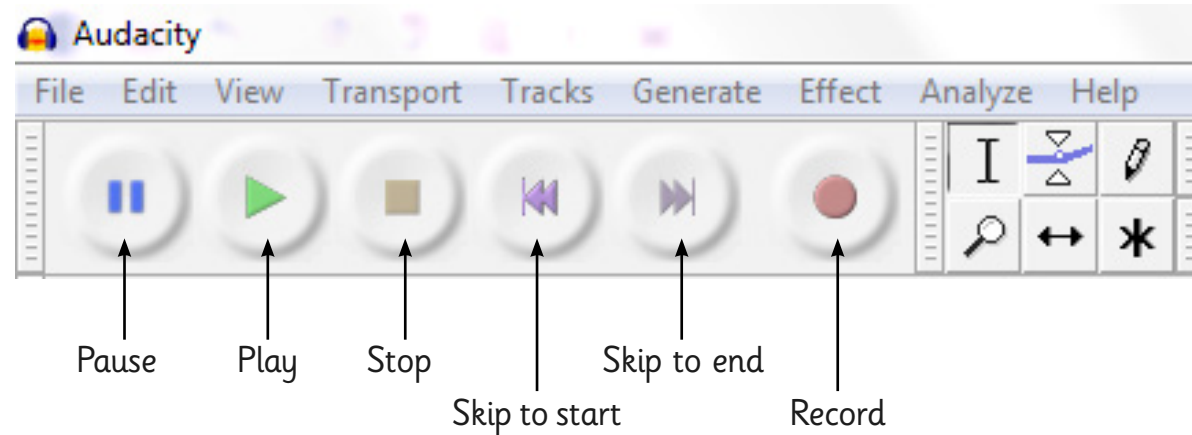 Audacity
File Edit View Transport Tracks Generate Effect Analyze Help
Pause Play Stop Skip to end
Skip to start Record